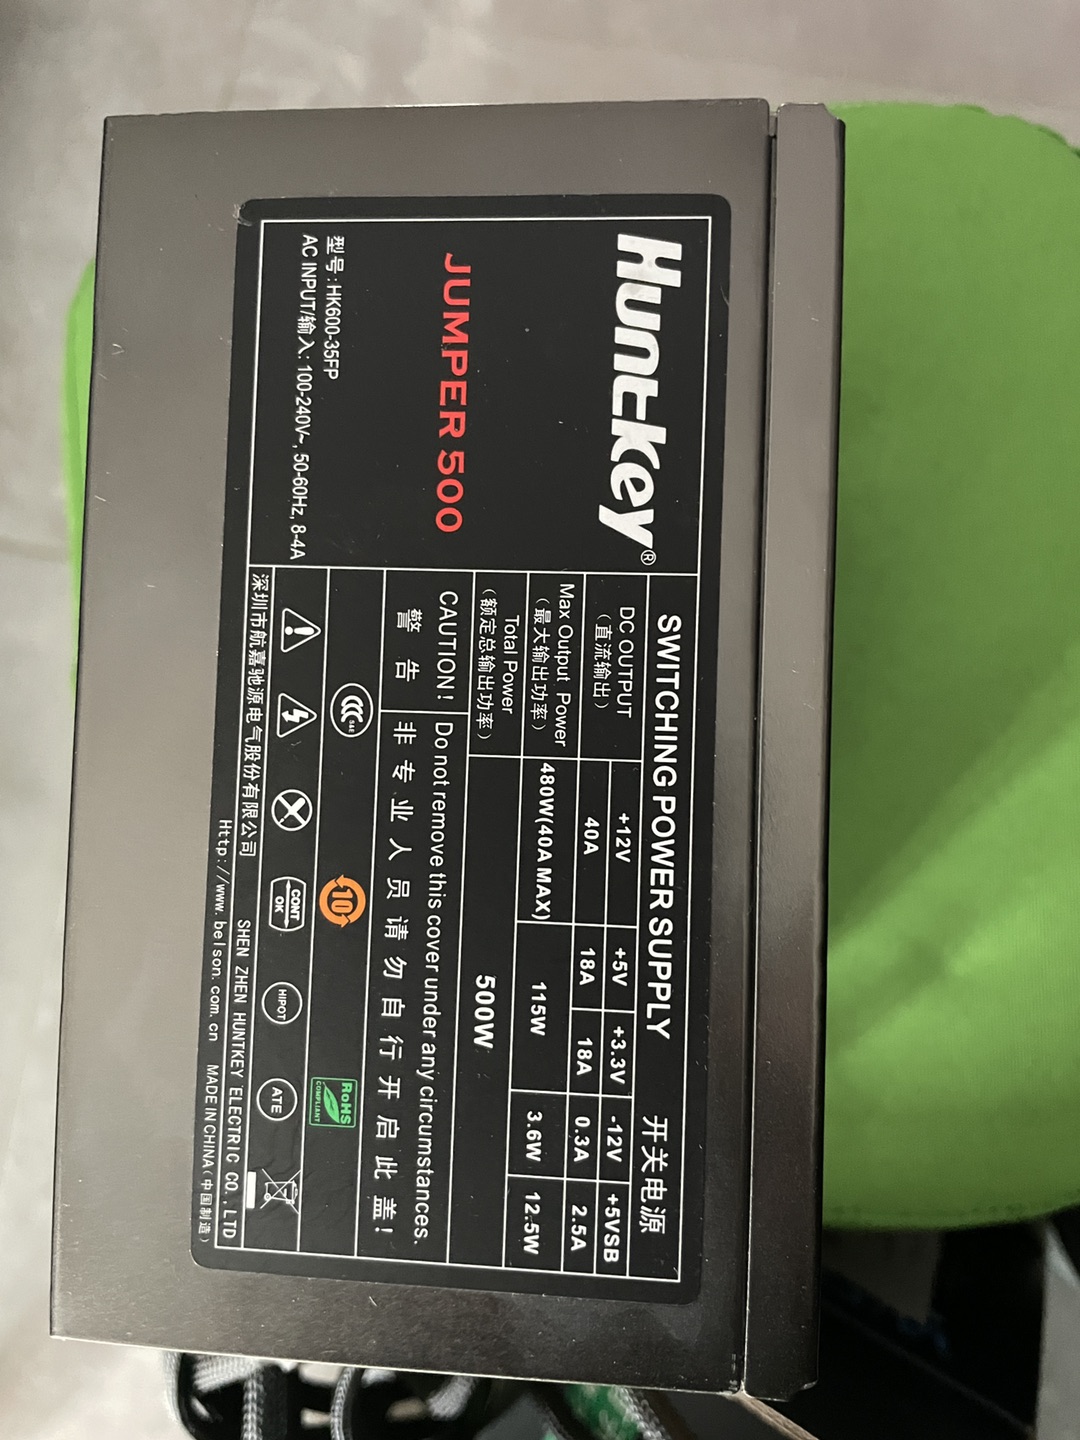 Huntkey®
JUMPER 500
型号: HK600-35FP
AC INPUT/输入: 100-240V~, 50-60Hz, 8-4A
SWITCHING POWER SUPPLY 开关电源
DC OUTPUT (直流输出) +12V +5V +3.3V -12V +5VSB
40A 18A 18A 0.3A 2.5A
Max Output Power (最大输出功率) 480W(40A MAX) 115W 3.6W 12.5W
Total Power (额定总输出功率) 500W
CAUTION! Do not remove this cover under any circumstances.
警告 非专业人员请勿自行开启此盖!
CCC S&E 10 RoHS COMPLIANT
CONT OK HIPOT ATE
深圳市航嘉驰源电气股份有限公司 SHEN ZHEN HUNTKEY ELECTRIC CO.,LTD
Http://www.belson.com.cn MADE IN CHINA(中国制造)